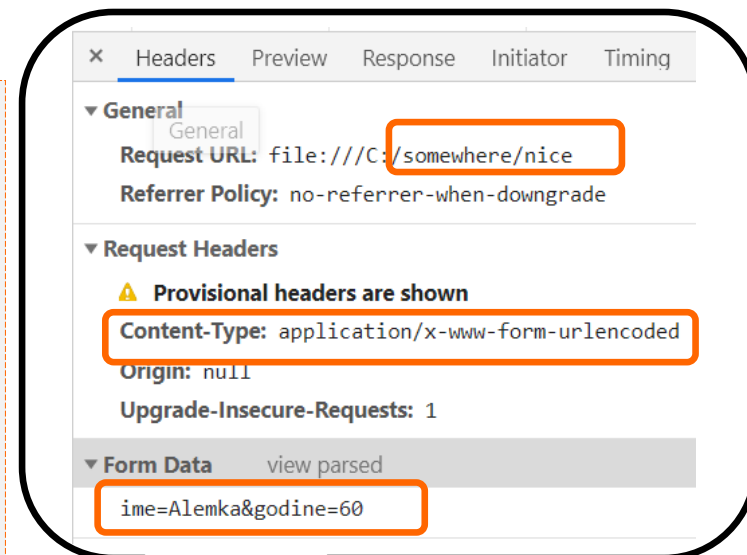 × Headers Preview Response Initiator Timing
▼ General
General
Request URL: file:///C:/somewhere/nice
Referrer Policy: no-referrer-when-downgrade
▼ Request Headers
Provisional headers are shown
Content-Type: application/x-www-form-urlencoded
Origin: null
Upgrade-Insecure-Requests: 1
▼ Form Data view parsed
ime=Alemka&godine=60